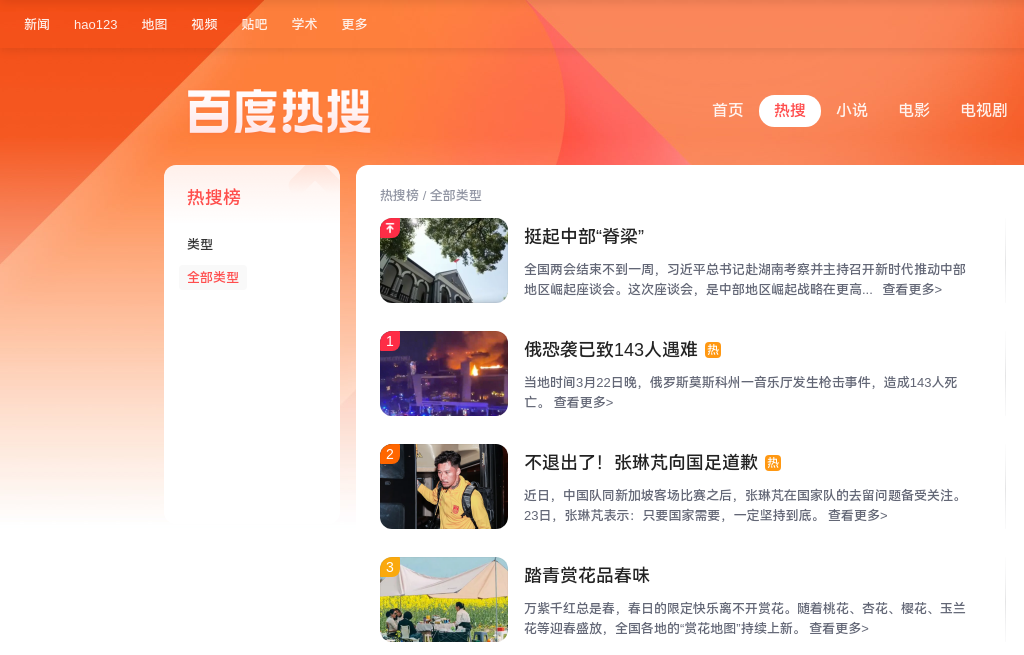 新闻 hao123 地图 视频 贴吧 学术 更多
百度热搜
首页 热搜 小说 电影 电视剧
热搜榜
类型
全部类型
热搜榜 / 全部类型
挺起中部“脊梁”
全国两会结束不到一周，习近平总书记赴湖南考察并主持召开新时代推动中部
地区崛起座谈会。这次座谈会，是中部地区崛起战略在更高... 查看更多>
1
俄恐袭已致143人遇难 热
当地时间3月22日晚，俄罗斯莫斯科州一音乐厅发生枪击事件，造成143人死
亡。 查看更多>
2
不退出了！张琳芃向国足道歉 热
近日，中国队同新加坡客场比赛之后，张琳芃在国家队的去留问题备受关注。
23日，张琳芃表示：只要国家需要，一定坚持到底。 查看更多>
3
踏青赏花品春味
万紫千红总是春，春日的限定快乐离不开赏花。随着桃花、杏花、樱花、玉兰
花等迎春盛放，全国各地的“赏花地图”持续上新。 查看更多>